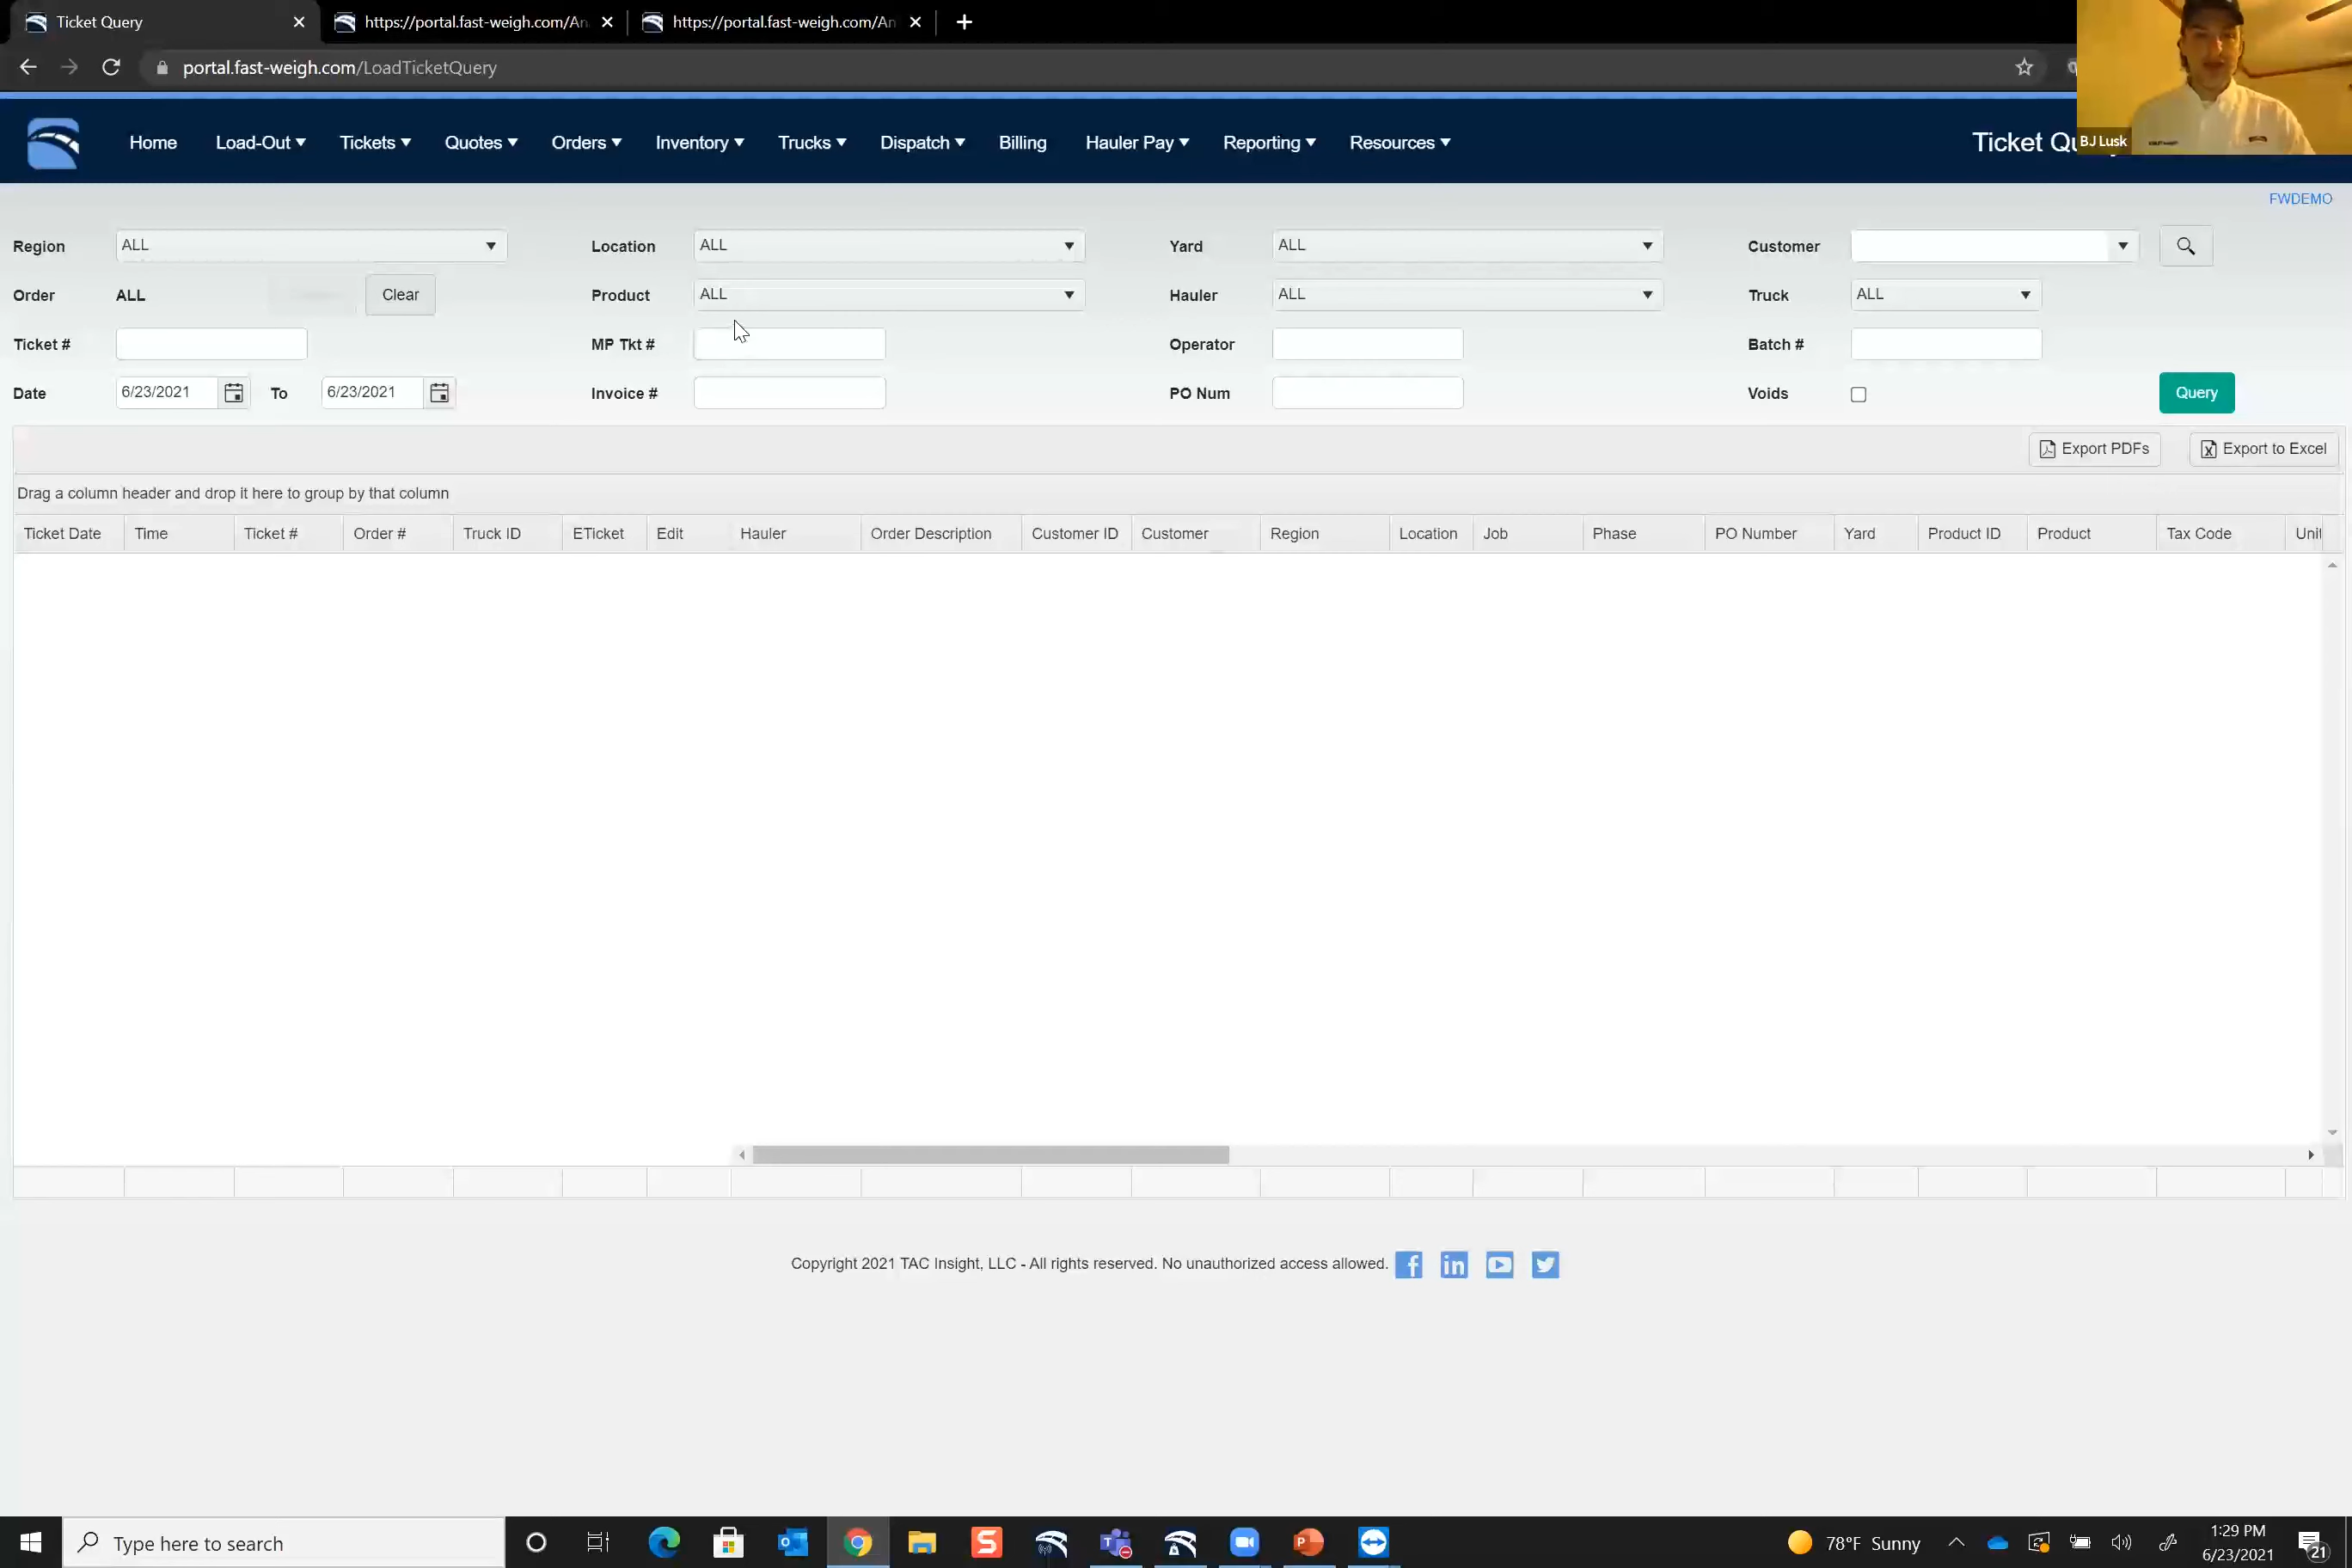 Ticket Query
https://portal.fast-weigh.com/An
https://portal.fast-weigh.com/An
portal.fast-weigh.com/LoadTicketQuery
Home Load-Out Tickets Quotes Orders Inventory Trucks Dispatch Billing Hauler Pay Reporting Resources
Ticket
BJ Lusk
FWDEMO
Region ALL Location ALL Yard ALL Customer
Order ALL Clear Product ALL Hauler ALL Truck ALL
Ticket # MP Tkt # Operator Batch #
Date 6/23/2021 To 6/23/2021 Invoice # PO Num Voids Query
Export PDFs Export to Excel
Drag a column header and drop it here to group by that column
Ticket Date Time Ticket # Order # Truck ID ETicket Edit Hauler Order Description Customer ID Customer Region Location Job Phase PO Number Yard Product ID Product Tax Code Unit
Copyright 2021 TAC Insight, LLC - All rights reserved. No unauthorized access allowed.
Type here to search
78°F Sunny
1:29 PM
6/23/2021
21